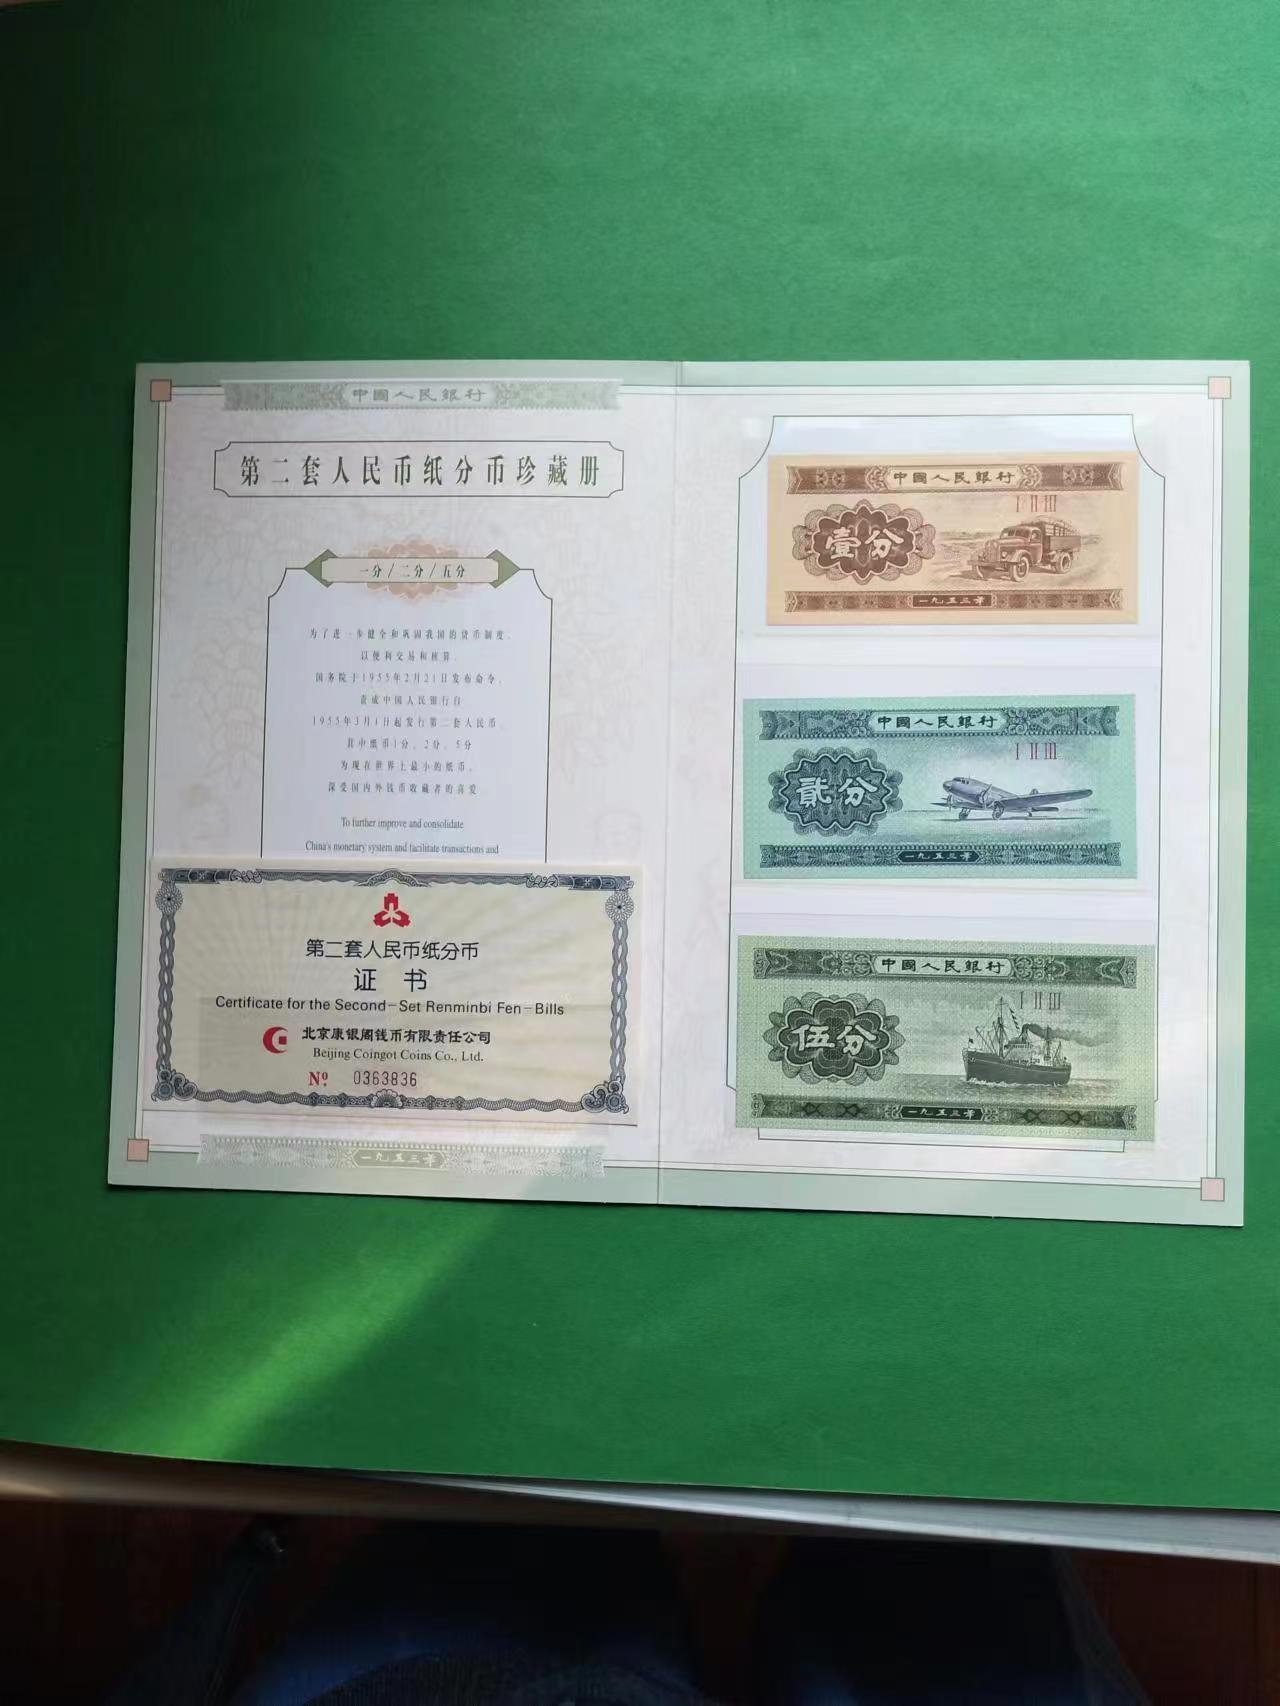 中國人民銀行
第二套人民币纸分币珍藏册
一分/二分/五分
为了进一步健全和巩固我国的货币制度，
以便利交易和核算，
国务院于1955年2月21日发布命令，
责成中国人民银行自
1955年3月1日起发行第二套人民币，
其中纸币1分、2分、5分
为现在世界上最小的纸币，
深受国内外钱币收藏者的喜爱
To further improve and consolidate
China's monetary system and facilitate transactions and
第二套人民币纸分币
证书
Certificate for the Second-Set Renminbi Fen-Bills
北京康银阁钱币有限责任公司
Beijing Coingot Coins Co., Ltd.
Nº. 0363836
一九五三年
中國人民銀行
I II III
壹分
一九五三年
中國人民銀行
I II III
贰分
一九五三年
中國人民銀行
I II III
伍分
一九五三年